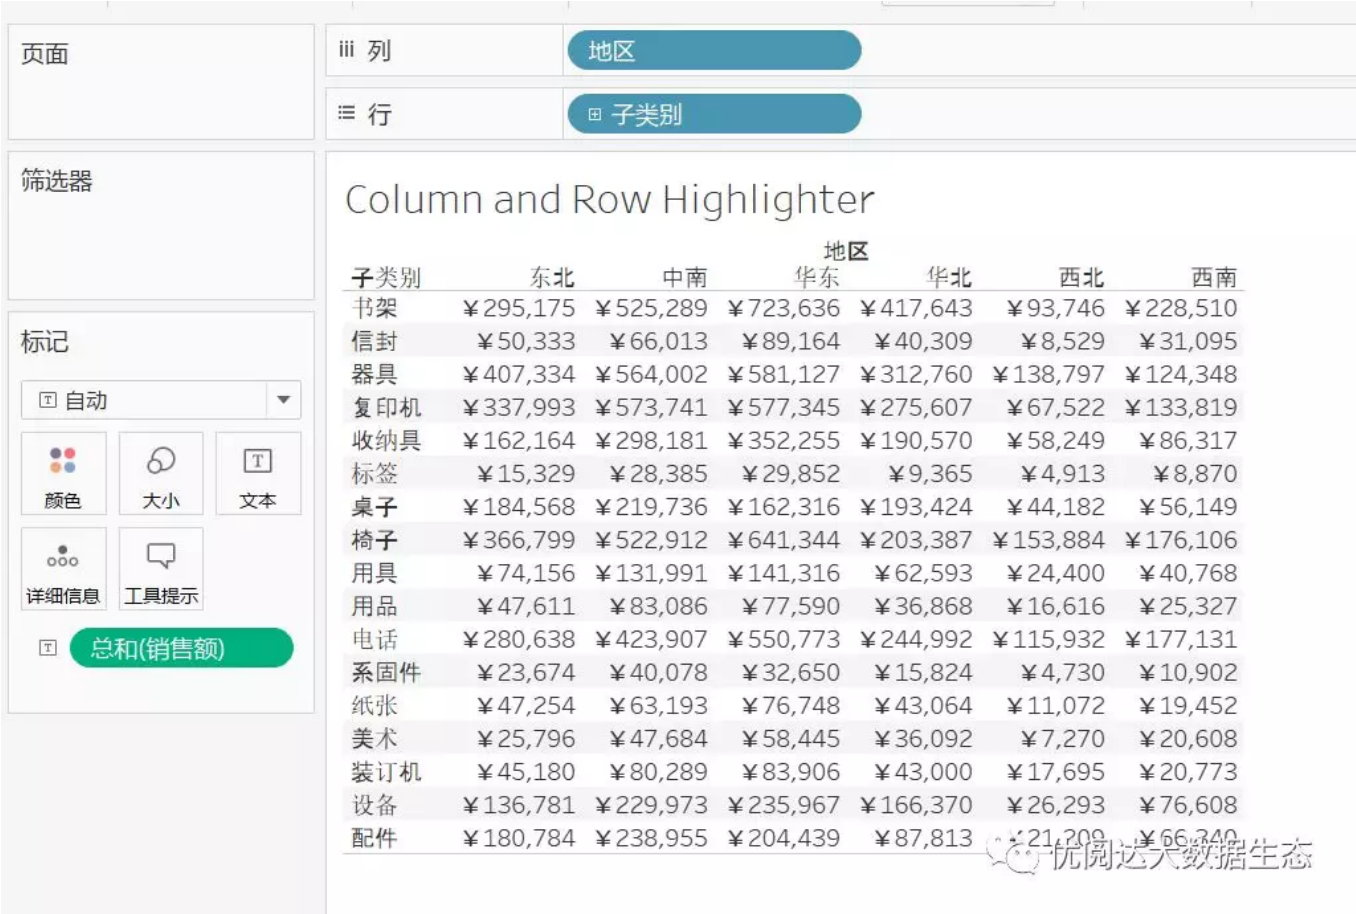 页面
列
地区
行
子类别
筛选器
标记
自动
颜色
大小
文本
详细信息
工具提示
总和(销售额)
Column and Row Highlighter
地区
子类别 东北 中南 华东 华北 西北 西南
书架 ¥295,175 ¥525,289 ¥723,636 ¥417,643 ¥93,746 ¥228,510
信封 ¥50,333 ¥66,013 ¥89,164 ¥40,309 ¥8,529 ¥31,095
器具 ¥407,334 ¥564,002 ¥581,127 ¥312,760 ¥138,797 ¥124,348
复印机 ¥337,993 ¥573,741 ¥577,345 ¥275,607 ¥67,522 ¥133,819
收纳具 ¥162,164 ¥298,181 ¥352,255 ¥190,570 ¥58,249 ¥86,317
标签 ¥15,329 ¥28,385 ¥29,852 ¥9,365 ¥4,913 ¥8,870
桌子 ¥184,568 ¥219,736 ¥162,316 ¥193,424 ¥44,182 ¥56,149
椅子 ¥366,799 ¥522,912 ¥641,344 ¥203,387 ¥153,884 ¥176,106
用具 ¥74,156 ¥131,991 ¥141,316 ¥62,593 ¥24,400 ¥40,768
用品 ¥47,611 ¥83,086 ¥77,590 ¥36,868 ¥16,616 ¥25,327
电话 ¥280,638 ¥423,907 ¥550,773 ¥244,992 ¥115,932 ¥177,131
系固件 ¥23,674 ¥40,078 ¥32,650 ¥15,824 ¥4,730 ¥10,902
纸张 ¥47,254 ¥63,193 ¥76,748 ¥43,064 ¥11,072 ¥19,452
美术 ¥25,796 ¥47,684 ¥58,445 ¥36,092 ¥7,270 ¥20,608
装订机 ¥45,180 ¥80,289 ¥83,906 ¥43,000 ¥17,695 ¥20,773
设备 ¥136,781 ¥229,973 ¥235,967 ¥166,370 ¥26,293 ¥76,608
配件 ¥180,784 ¥238,955 ¥204,439 ¥87,813 ¥21,209 ¥66,340
优阅达大数据生态